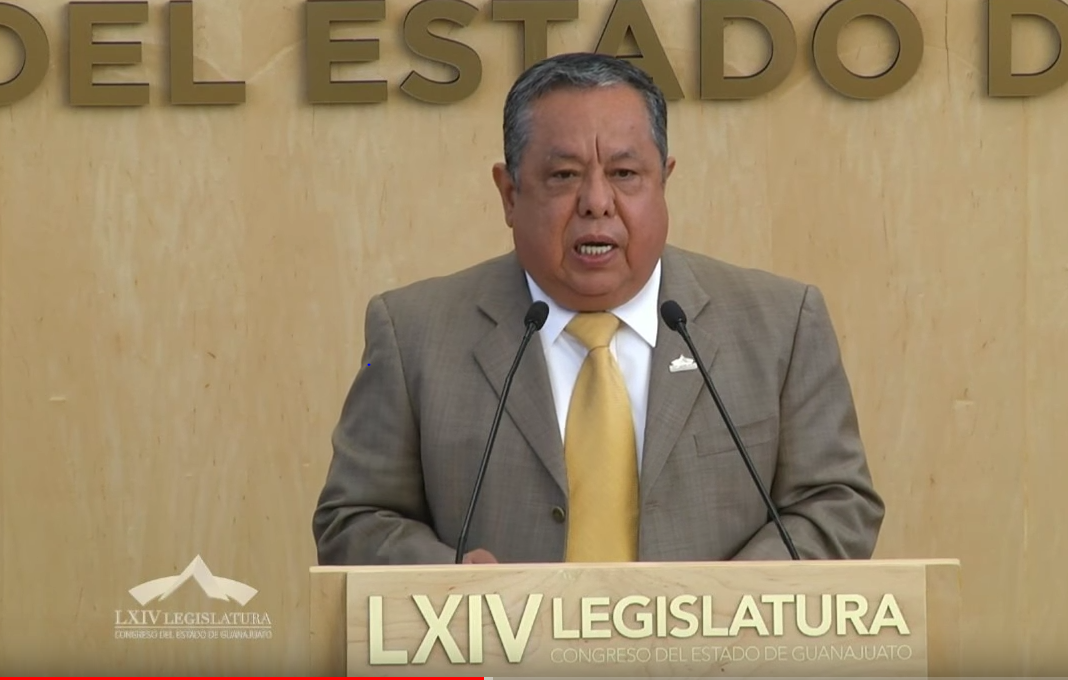 DEL ESTADO D
LXIV LEGISLATURA
CONGRESO DEL ESTADO DE GUANAJUATO
LXIV LEGISLATURA
CONGRESO DEL ESTADO DE GUANAJUATO